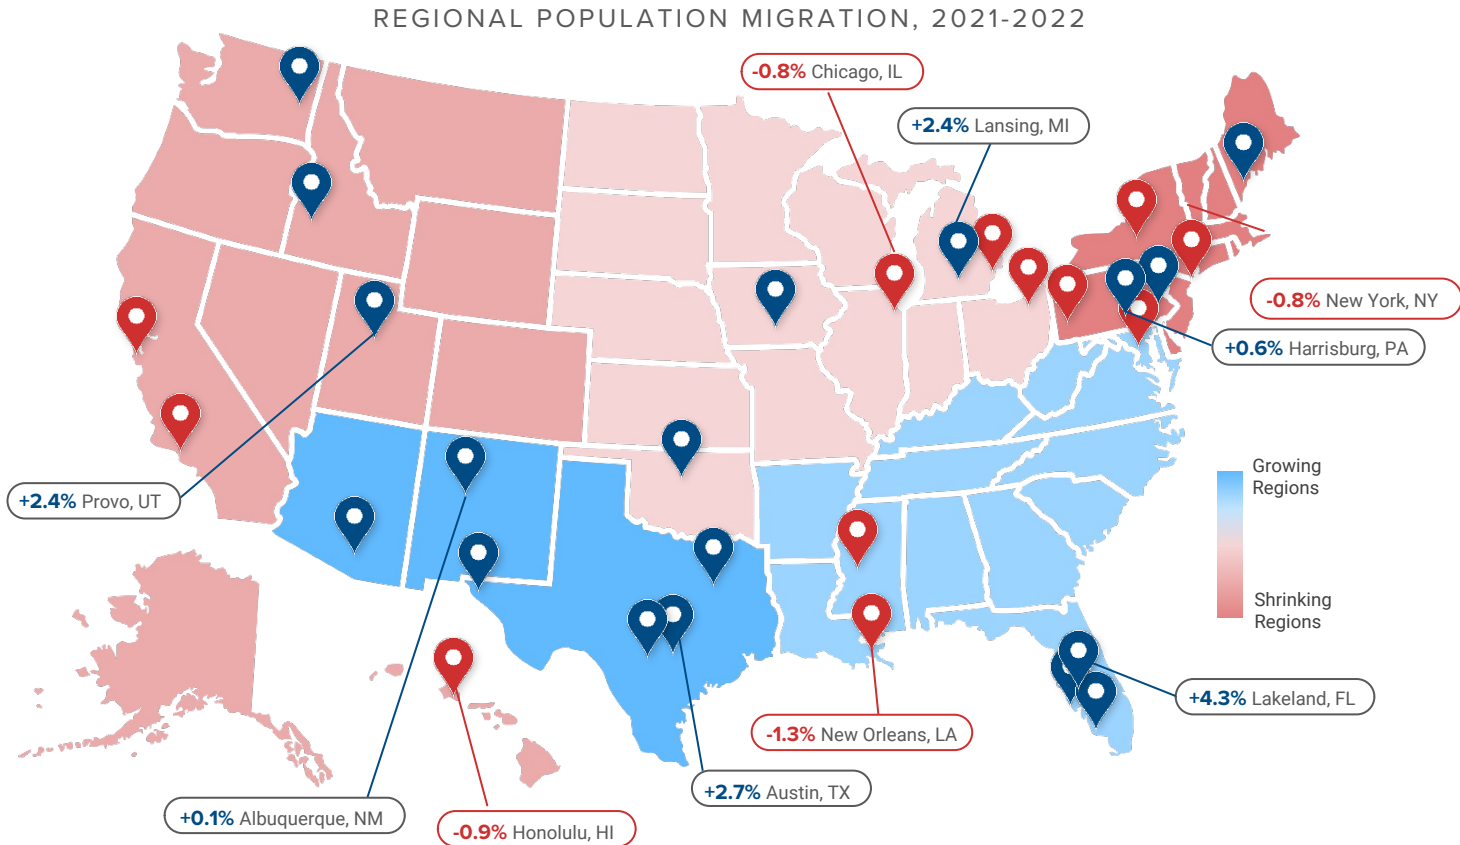 REGIONAL POPULATION MIGRATION, 2021-2022
-0.8% Chicago, IL
+2.4% Lansing, MI
-0.8% New York, NY
+0.6% Harrisburg, PA
+2.4% Provo, UT
Growing
Regions
Shrinking
Regions
+4.3% Lakeland, FL
-1.3% New Orleans, LA
+2.7% Austin, TX
+0.1% Albuquerque, NM
-0.9% Honolulu, HI